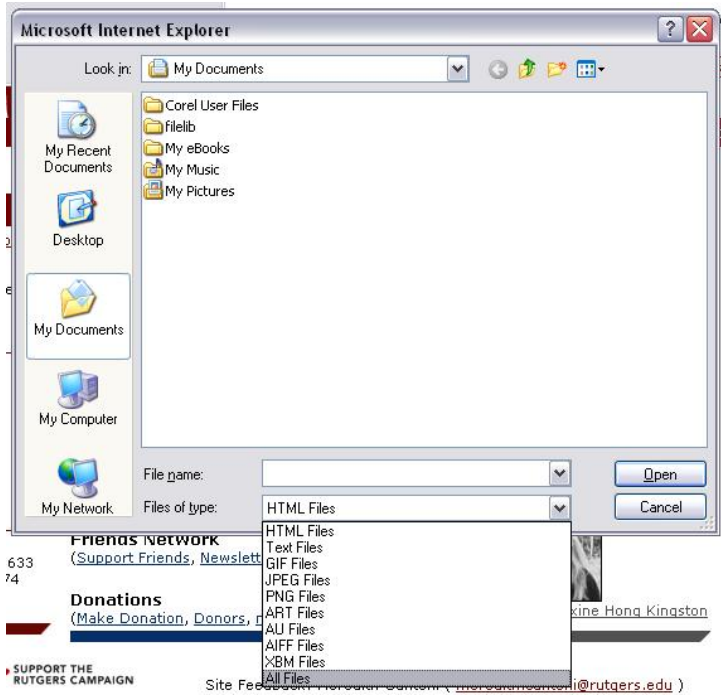 Microsoft Internet Explorer
Look in: My Documents
Corel User Files
filelib
My eBooks
My Music
My Pictures
My Recent
Documents
Desktop
My Documents
My Computer
My Network
File name:
Open
Files of type: HTML Files
Cancel
HTML Files
Text Files
GIF Files
JPEG Files
PNG Files
ART Files
AU Files
AIFF Files
XBM Files
All Files
Friends Network
(Support Friends, Newslett
633
74
Donations
(Make Donation, Donors,
xine Hong Kingston
SUPPORT THE
RUTGERS CAMPAIGN
Site
@rutgers.edu )